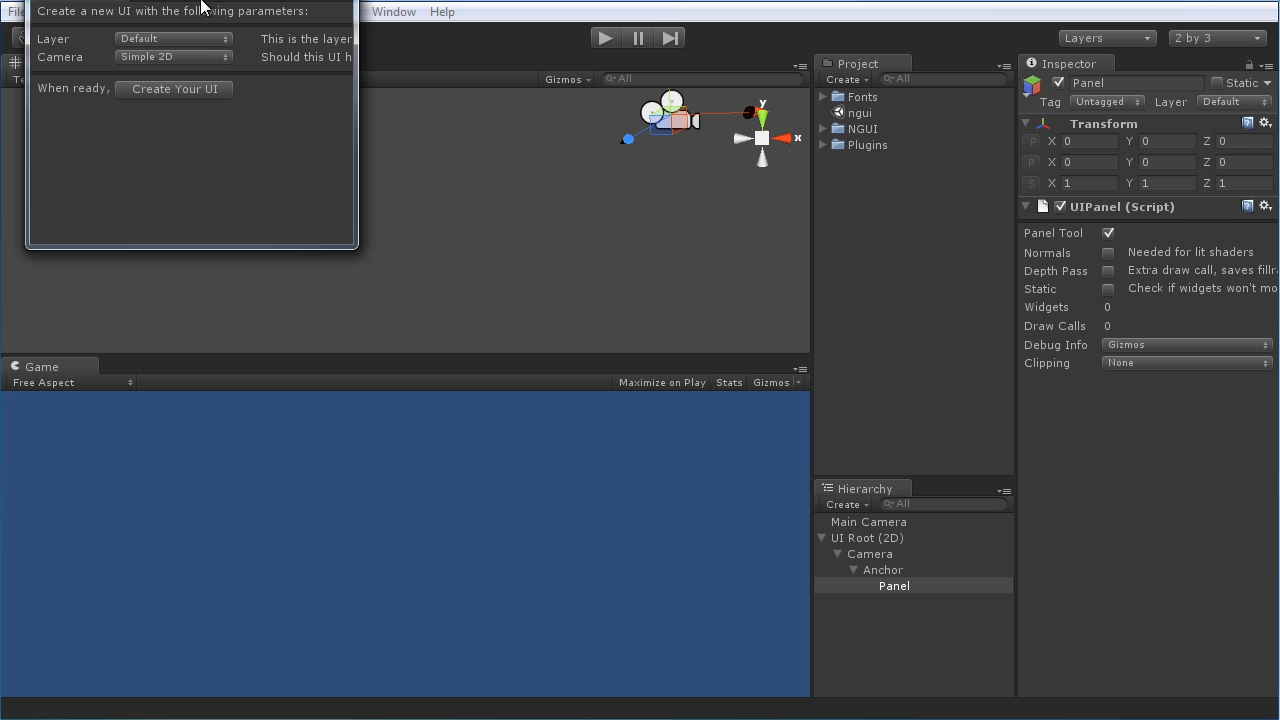 File
Window Help
Create a new UI with the following parameters:
Layer Default This is the layer
Camera Simple 2D Should this UI h
When ready, Create Your UI
Layers
2 by 3
Gizmos All
y
x
Game
Free Aspect
Maximize on Play Stats Gizmos
Project
Create All
Fonts
ngui
NGUI
Plugins
Hierarchy
Create All
Main Camera
UI Root (2D)
Camera
Anchor
Panel
Inspector
Panel Static
Tag Untagged Layer Default
Transform
P X 0 Y 0 Z 0
R X 0 Y 0 Z 0
S X 1 Y 1 Z 1
UIPanel (Script)
Panel Tool
Normals Needed for lit shaders
Depth Pass Extra draw call, saves fillr
Static Check if widgets won't mo
Widgets 0
Draw Calls 0
Debug Info Gizmos
Clipping None